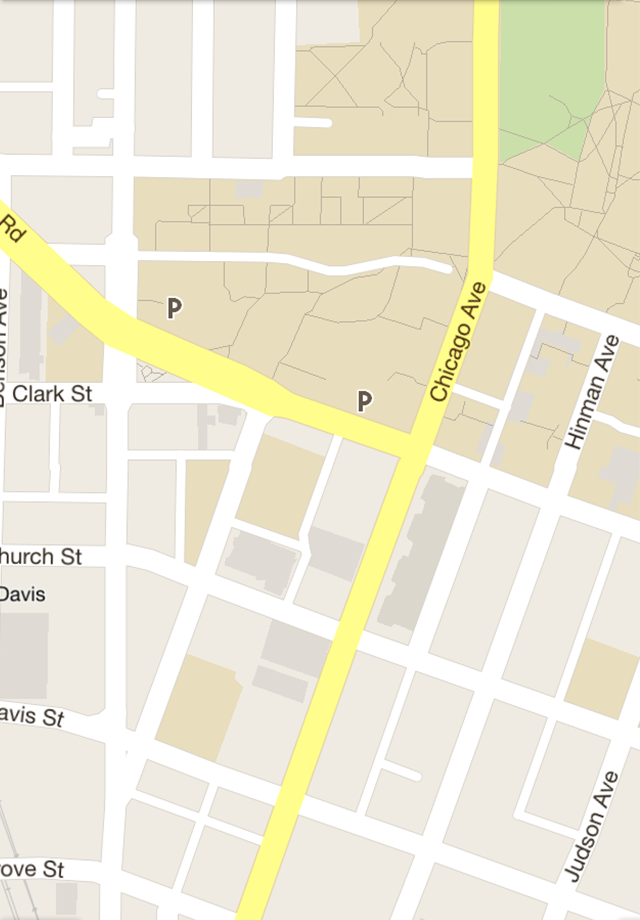 Rd
P
Chicago Ave
Hinman Ave
Clark St
P
hurch St
Davis
avis St
Judson Ave
ove St